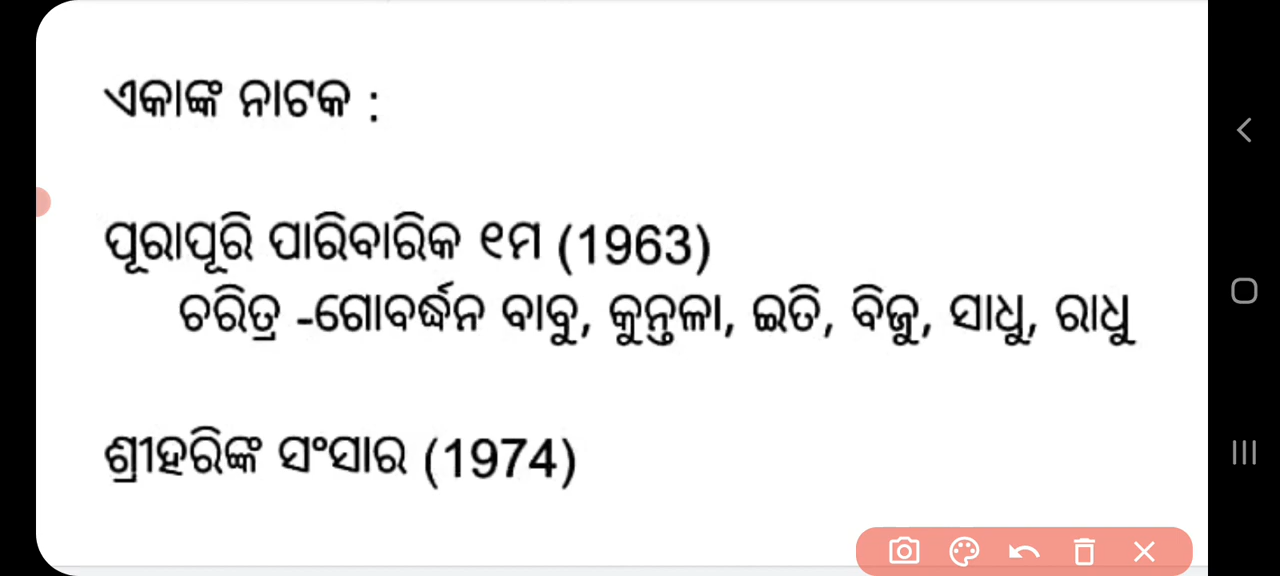 ଏକାଙ୍କ ନାଟକ :
ପୂରାପୂରି ପାରିବାରିକ ୧ମ (1963)
ଚରିତ୍ର -ଗୋବର୍ଦ୍ଧନ ବାବୁ, କୁନ୍ତଳା, ଇତି, ବିଜୁ, ସାଧୁ, ରାଧୁ
ଶ୍ରୀହରିଙ୍କ ସଂସାର (1974)